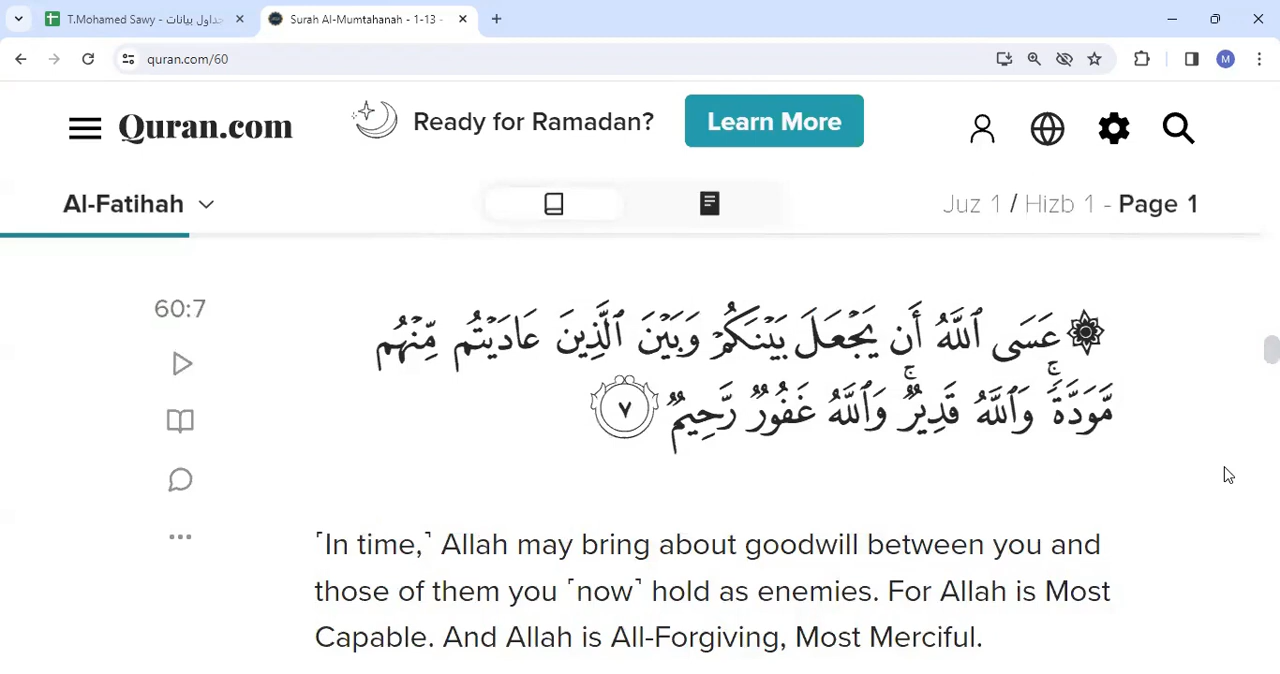 T.Mohamed Sawy - جداول بيانات
Surah Al-Mumtahanah - 1-13 -
quran.com/60
M
Quran.com
Ready for Ramadan?
Learn More
Al-Fatihah
Juz 1 / Hizb 1 - Page 1
60:7
۞ عَسَى ٱللَّهُ أَن يَجۡعَلَ بَيۡنَكُمۡ وَبَيۡنَ ٱلَّذِينَ عَادَيۡتُم مِّنۡهُم
مَّوَدَّةٗۚ وَٱللَّهُ قَدِيرٞۚ وَٱللَّهُ غَفُورٞ رَّحِيمٞ ٧
˹In time,˺ Allah may bring about goodwill between you and
those of them you ˹now˺ hold as enemies. For Allah is Most
Capable. And Allah is All-Forgiving, Most Merciful.